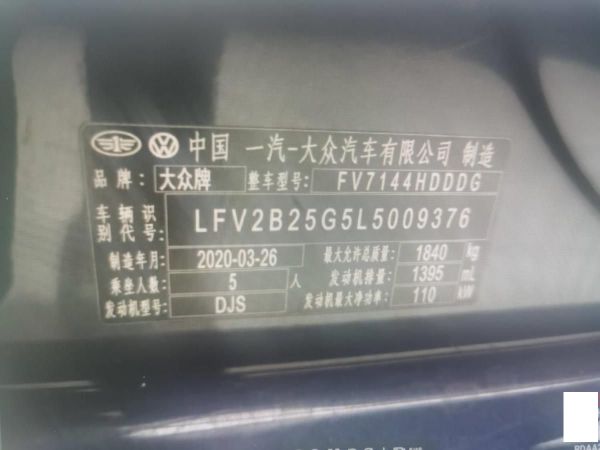 中国 一汽-大众汽车有限公司 制造
品牌: 大众牌 整车型号: FV7144HDDDG
车辆识别代号: LFV2B25G5L5009376
制造年月: 2020-03-26 最大允许总质量: 1840 kg
乘坐人数: 5 人 发动机排量: 1395 mL
发动机型号: DJS 发动机最大净功率: 110 kW